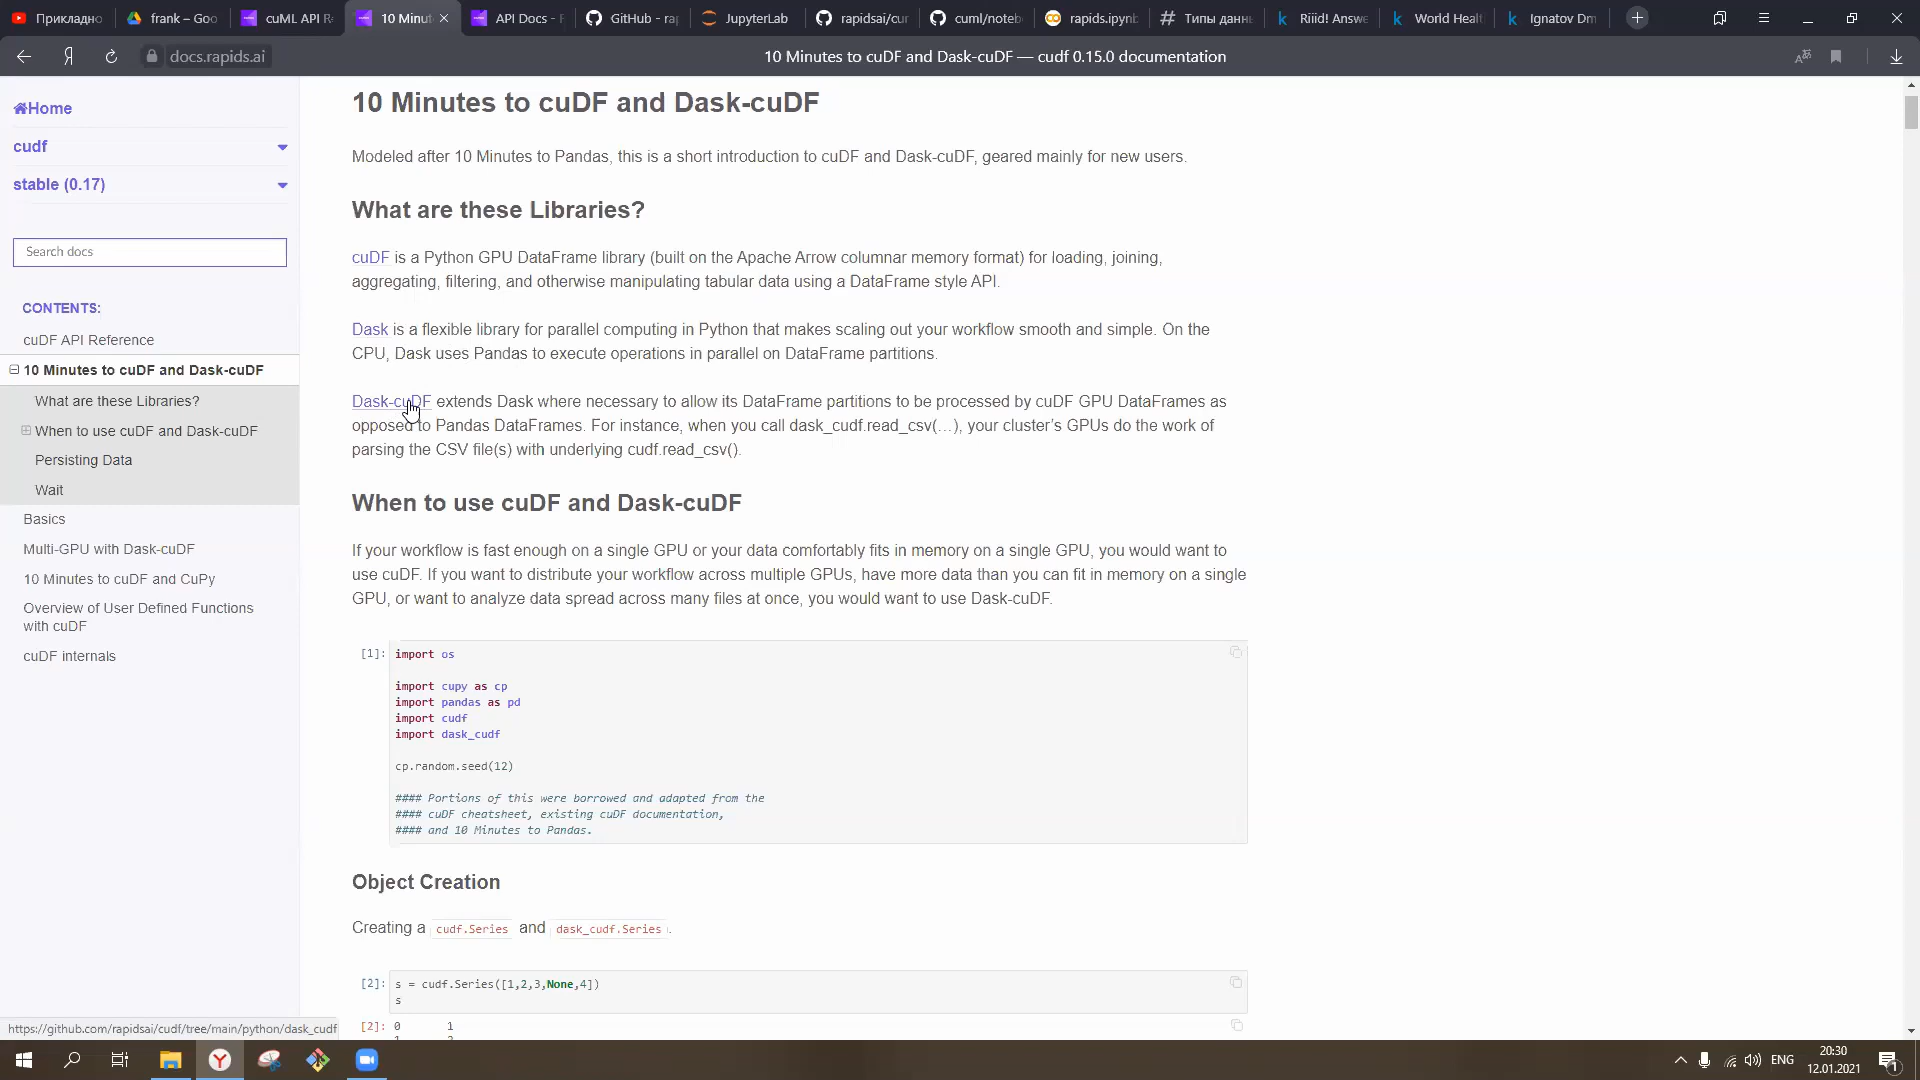 Прикладно
frank – Goo
cuML API R
10 Minut
API Docs - F
GitHub - ra
JupyterLab
rapidsai/cu
cuml/noteb
rapids.ipynb
Типы данн
Riiid! Answe
World Healt
Ignatov Dm
docs.rapids.ai
10 Minutes to cuDF and Dask-cuDF — cudf 0.15.0 documentation
Home
cudf
stable (0.17)
Search docs
CONTENTS:
cuDF API Reference
10 Minutes to cuDF and Dask-cuDF
What are these Libraries?
When to use cuDF and Dask-cuDF
Persisting Data
Wait
Basics
Multi-GPU with Dask-cuDF
10 Minutes to cuDF and CuPy
Overview of User Defined Functions
with cuDF
cuDF internals
10 Minutes to cuDF and Dask-cuDF
Modeled after 10 Minutes to Pandas, this is a short introduction to cuDF and Dask-cuDF, geared mainly for new users.
What are these Libraries?
cuDF is a Python GPU DataFrame library (built on the Apache Arrow columnar memory format) for loading, joining,
aggregating, filtering, and otherwise manipulating tabular data using a DataFrame style API.
Dask is a flexible library for parallel computing in Python that makes scaling out your workflow smooth and simple. On the
CPU, Dask uses Pandas to execute operations in parallel on DataFrame partitions.
Dask-cuDF extends Dask where necessary to allow its DataFrame partitions to be processed by cuDF GPU DataFrames as
opposed to Pandas DataFrames. For instance, when you call dask_cudf.read_csv(…), your cluster's GPUs do the work of
parsing the CSV file(s) with underlying cudf.read_csv().
When to use cuDF and Dask-cuDF
If your workflow is fast enough on a single GPU or your data comfortably fits in memory on a single GPU, you would want to
use cuDF. If you want to distribute your workflow across multiple GPUs, have more data than you can fit in memory on a single
GPU, or want to analyze data spread across many files at once, you would want to use Dask-cuDF.
[1]: import os
import cupy as cp
import pandas as pd
import cudf
import dask_cudf
cp.random.seed(12)
#### Portions of this were borrowed and adapted from the
#### cuDF cheatsheet, existing cuDF documentation,
#### and 10 Minutes to Pandas.
Object Creation
Creating a cudf.Series and dask_cudf.Series.
[2]: s = cudf.Series([1,2,3,None,4])
s
[2]: 0 1
https://github.com/rapidsai/cudf/tree/main/python/dask_cudf
ENG
20:30
12.01.2021